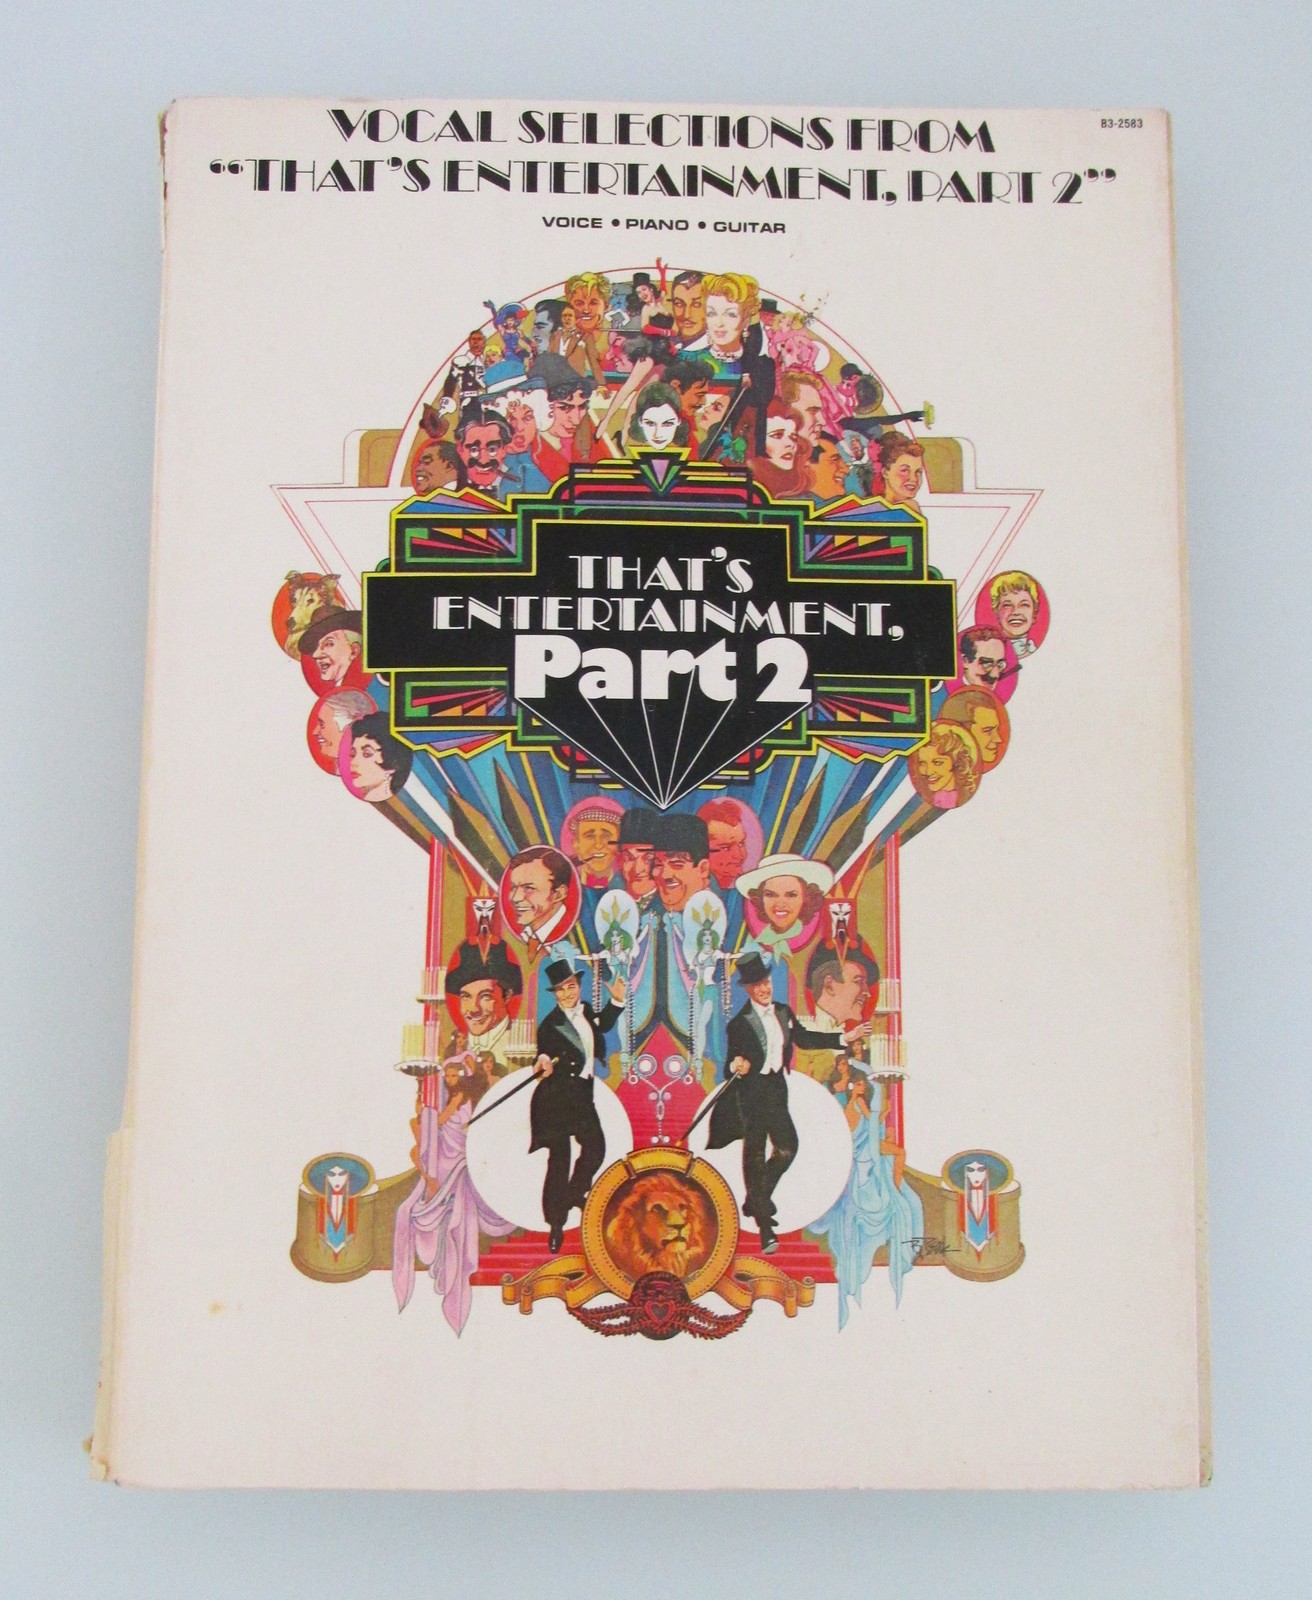 VOCAL SELECTIONS FROM
B3-2583
“THAT’S ENTERTAINMENT, PART 2”
VOICE • PIANO • GUITAR
THAT’S
ENTERTAINMENT,
Part 2